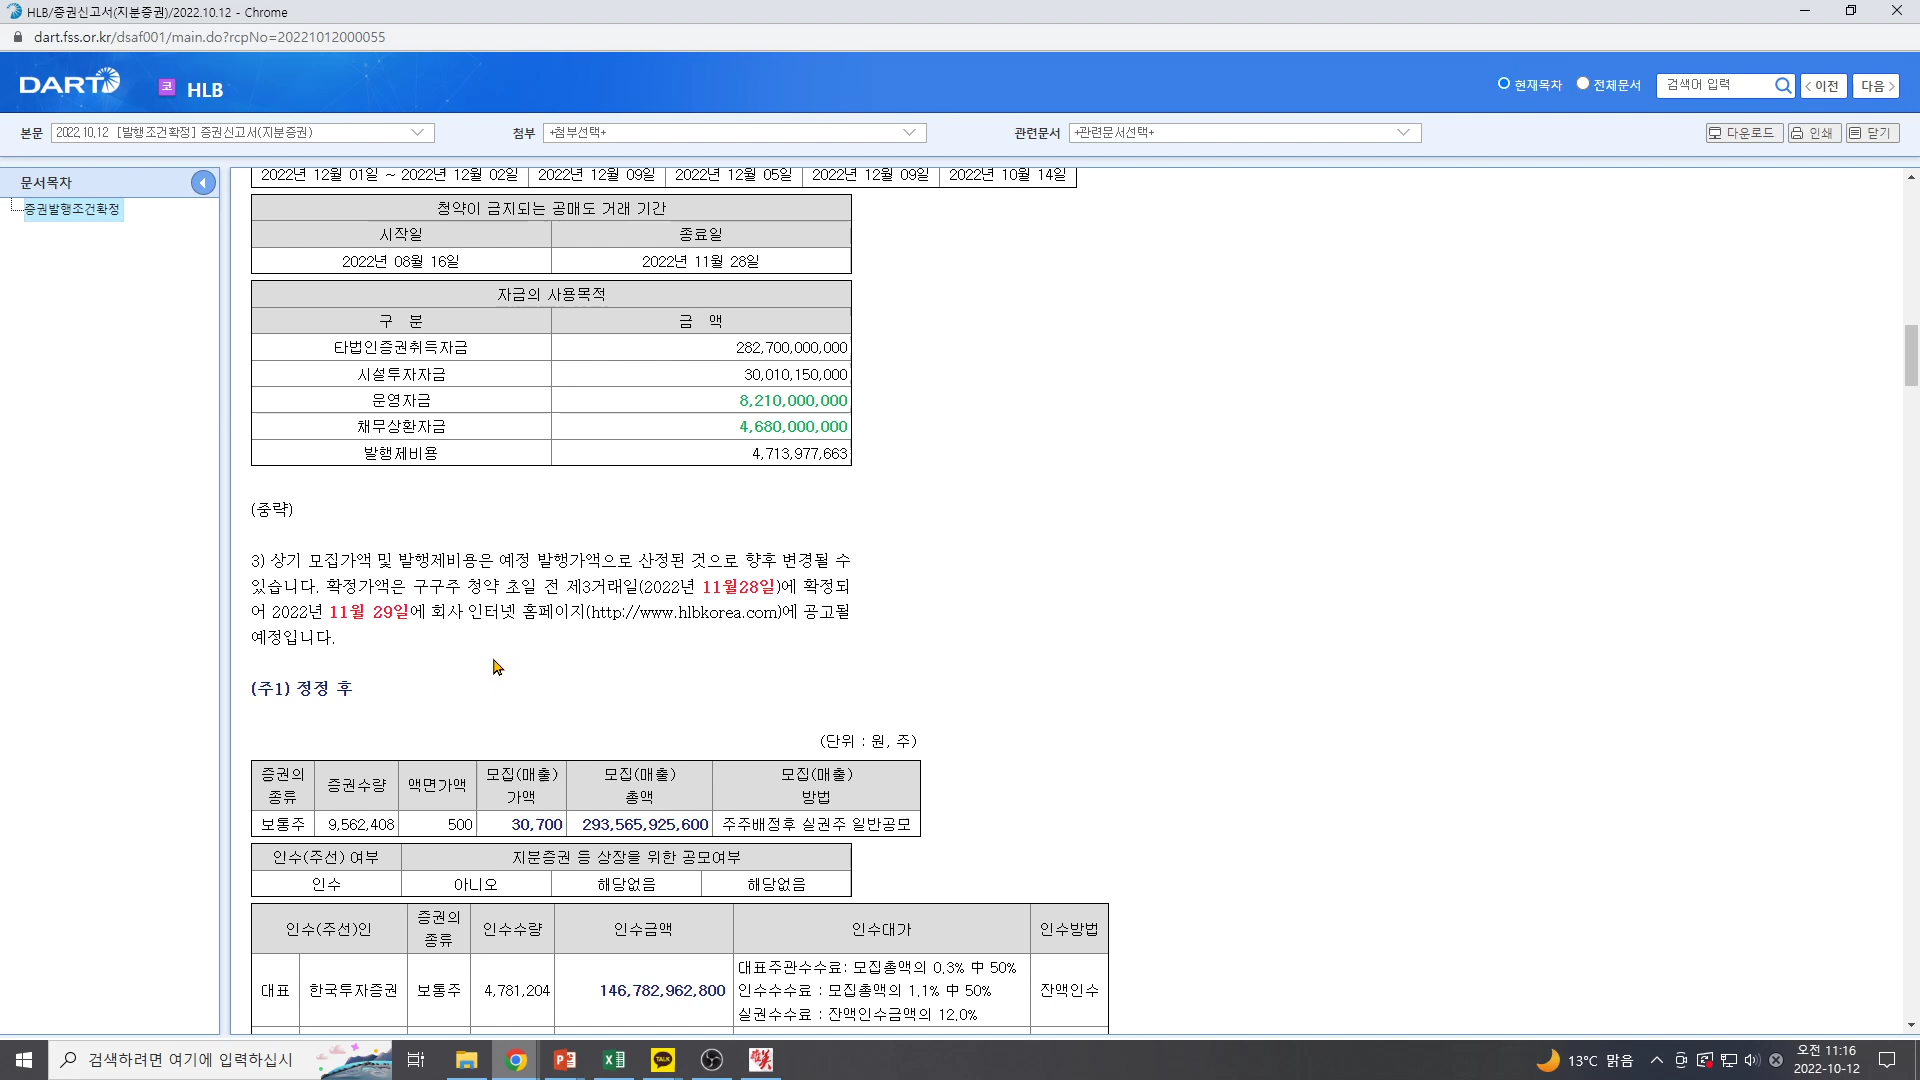 HLB/증권신고서(지분증권)/2022.10.12 - Chrome
dart.fss.or.kr/dsaf001/main.do?rcpNo=20221012000055
DART 코 HLB 현재목차 전체문서 검색어 입력 이전 다음
본문 2022.10.12 [발행조건확정] 증권신고서(지분증권) 첨부 +첨부선택+ 관련문서 +관련문서선택+ 다운로드 인쇄 닫기
문서목차
증권발행조건확정
2022년 12월 01일 ~ 2022년 12월 02일 2022년 12월 09일 2022년 12월 05일 2022년 12월 09일 2022년 10월 14일
청약이 금지되는 공매도 거래 기간
시작일 종료일
2022년 08월 16일 2022년 11월 28일
자금의 사용목적
구 분 금 액
타법인증권취득자금 282,700,000,000
시설투자자금 30,010,150,000
운영자금 8,210,000,000
채무상환자금 4,680,000,000
발행제비용 4,713,977,663
(중략)
3) 상기 모집가액 및 발행제비용은 예정 발행가액으로 산정된 것으로 향후 변경될 수
있습니다. 확정가액은 구구주 청약 초일 전 제3거래일(2022년 11월28일)에 확정되
어 2022년 11월 29일에 회사 인터넷 홈페이지(http://www.hlbkorea.com)에 공고될
예정입니다.
(주1) 정정 후
(단위 : 원, 주)
증권의 종류 증권수량 액면가액 모집(매출) 가액 모집(매출) 총액 모집(매출) 방법
보통주 9,562,408 500 30,700 293,565,925,600 주주배정후 실권주 일반공모
인수(주선) 여부 지분증권 등 상장을 위한 공모여부
인수 아니오 해당없음 해당없음
인수(주선)인 증권의 종류 인수수량 인수금액 인수대가 인수방법
대표 한국투자증권 보통주 4,781,204 146,782,962,800 대표주관수수료: 모집총액의 0.3% 中 50%
인수수수료 : 모집총액의 1.1% 中 50%
실권수수료 : 잔액인수금액의 12.0%
잔액인수
검색하려면 여기에 입력하십시
TALK
13°C 맑음
오전 11:16
2022-10-12